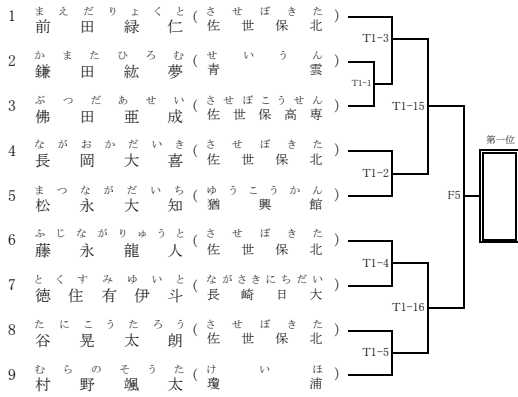 まえだりょくと させぼきた
1 前田緑仁(佐世保北)
T1-3
かまたひろむ せいうん
2 鎌田紘夢(青雲)
T1-1
ぶつだあせい させぼこうせん
3 佛田亜成(佐世保高専)
T1-15
第一位
ながおかだいき させぼきた
4 長岡大喜(佐世保北)
T1-2
まつながだいち ゆうこうかん
5 松永大知(猶興館)
F5
ふじながりゅうと させぼきた
6 藤永龍人(佐世保北)
T1-4
とくすみゆいと ながさきにちだい
7 徳住有伊斗(長崎日大)
T1-16
たにこうたろう させぼきた
8 谷晃太朗(佐世保北)
T1-5
むらのそうた けいほ
9 村野颯太(瓊浦)